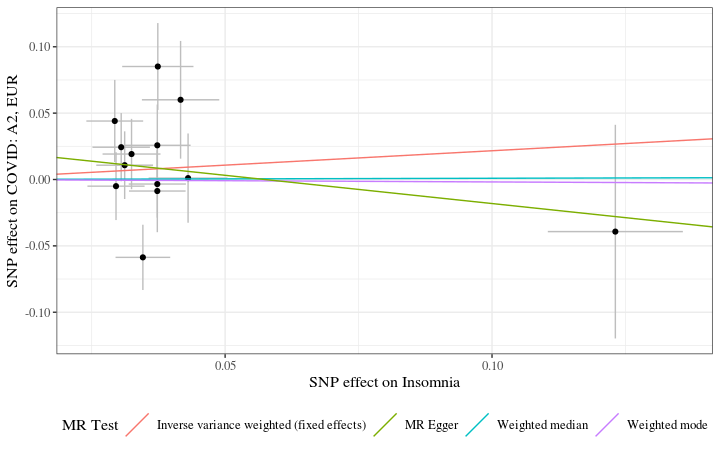 SNP effect on COVID: A2, EUR
0.10
0.05
0.00
-0.05
-0.10
0.05 0.10
SNP effect on Insomnia
MR Test Inverse variance weighted (fixed effects) MR Egger Weighted median Weighted mode